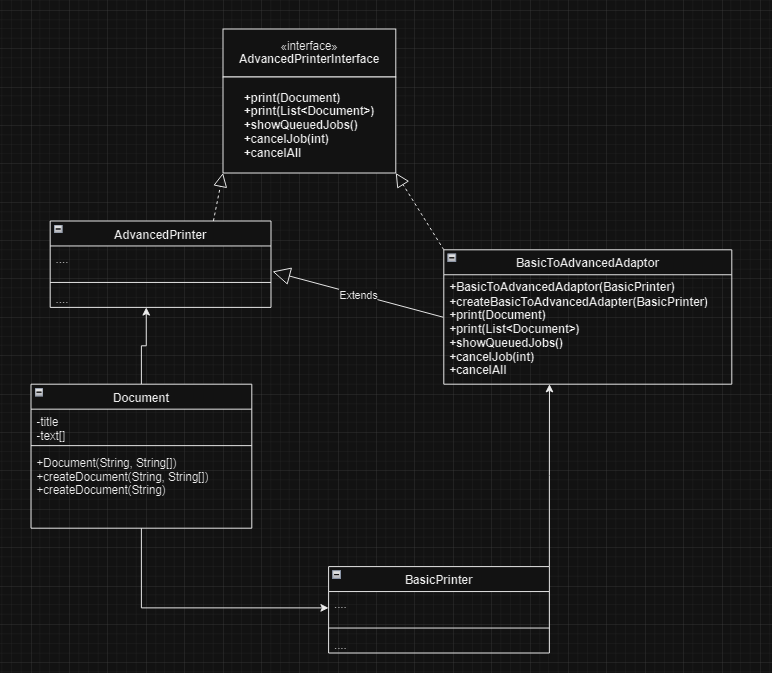 «interface»
AdvancedPrinterInterface
+print(Document)
+print(List<Document>)
+showQueuedJobs()
+cancelJob(int)
+cancelAll
AdvancedPrinter
....
....
BasicToAdvancedAdaptor
+BasicToAdvancedAdaptor(BasicPrinter)
+createBasicToAdvancedAdapter(BasicPrinter)
+print(Document)
+print(List<Document>)
+showQueuedJobs()
+cancelJob(int)
+cancelAll
Extends
Document
-title
-text[]
+Document(String, String[])
+createDocument(String, String[])
+createDocument(String)
BasicPrinter
....
....